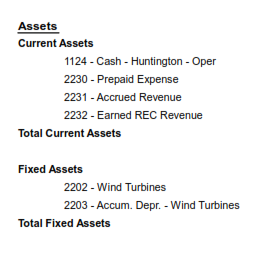 Assets
Current Assets
1124 - Cash - Huntington - Oper
2230 - Prepaid Expense
2231 - Accrued Revenue
2232 - Earned REC Revenue
Total Current Assets
Fixed Assets
2202 - Wind Turbines
2203 - Accum. Depr. - Wind Turbines
Total Fixed Assets